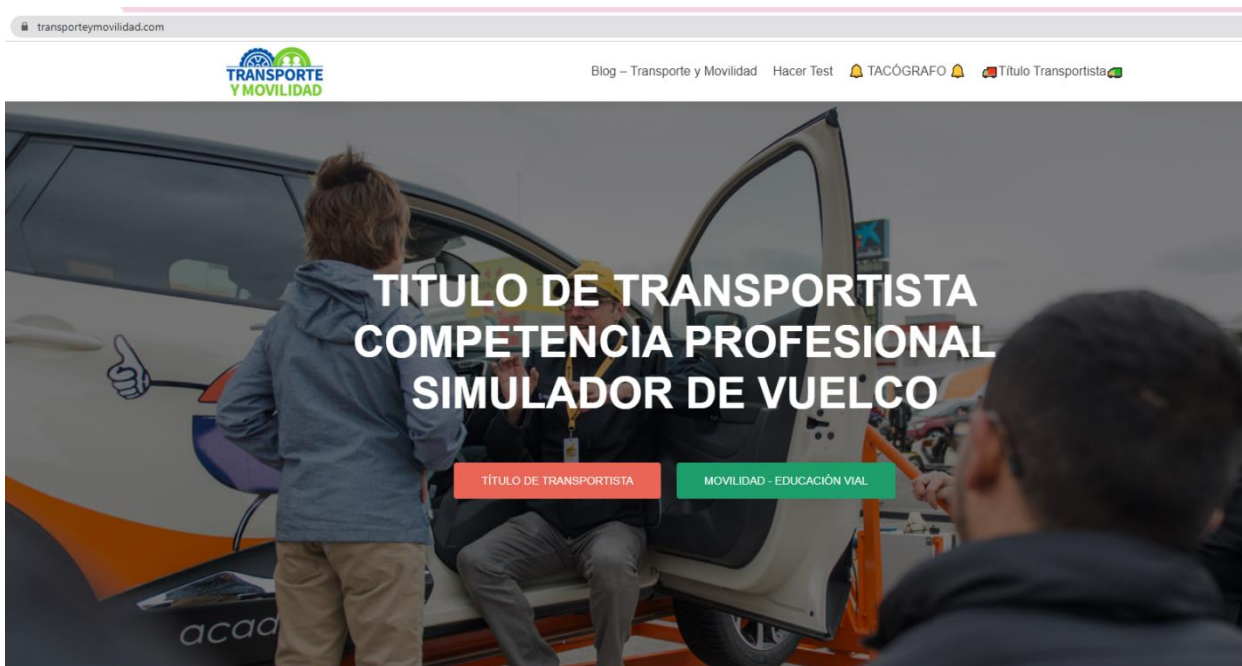 transporteymovilidad.com
TRANSPORTE
Y MOVILIDAD
Blog – Transporte y Movilidad Hacer Test 🔔 TACÓGRAFO 🔔 🚚Título Transportista🚚
TITULO DE TRANSPORTISTA
COMPETENCIA PROFESIONAL
SIMULADOR DE VUELCO
TÍTULO DE TRANSPORTISTA MOVILIDAD - EDUCACIÓN VIAL